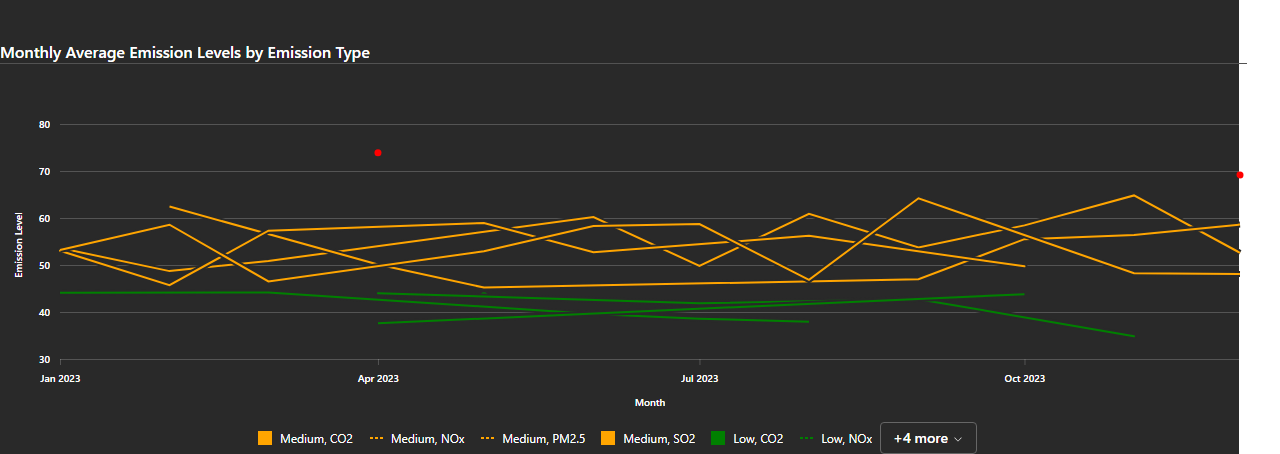 Monthly Average Emission Levels by Emission Type
80
70
60
50
40
30
Emission Level
Jan 2023 Apr 2023 Jul 2023 Oct 2023
Month
Medium, CO2 Medium, NOx Medium, PM2.5 Medium, SO2 Low, CO2 Low, NOx +4 more